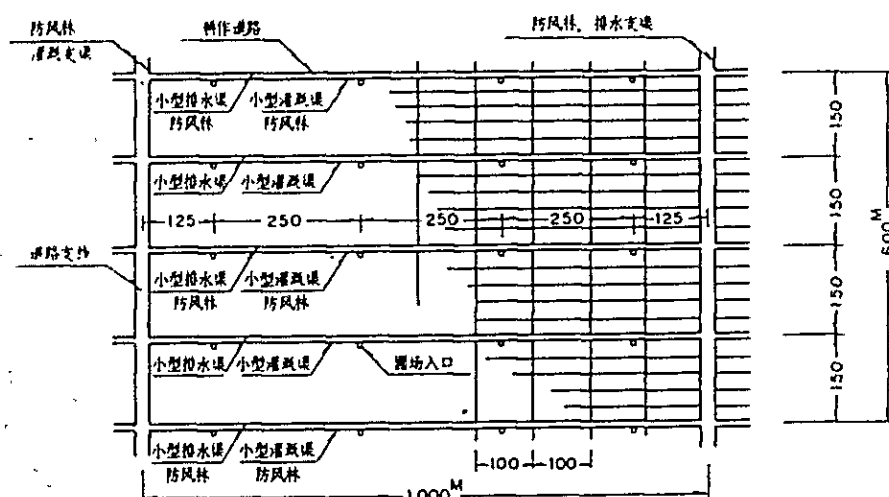 防风林
灌溉支渠
耕作道路
防风林, 排水支渠
小型排水渠
防风林
小型灌溉渠
防风林
150
小型排水渠
小型灌溉渠
150
125
250
250
250
125
600M
道路支线
小型排水渠
防风林
小型灌溉渠
防风林
150
小型排水渠
小型灌溉渠
置场入口
150
小型排水渠
防风林
小型灌溉渠
防风林
100
100
1,000M